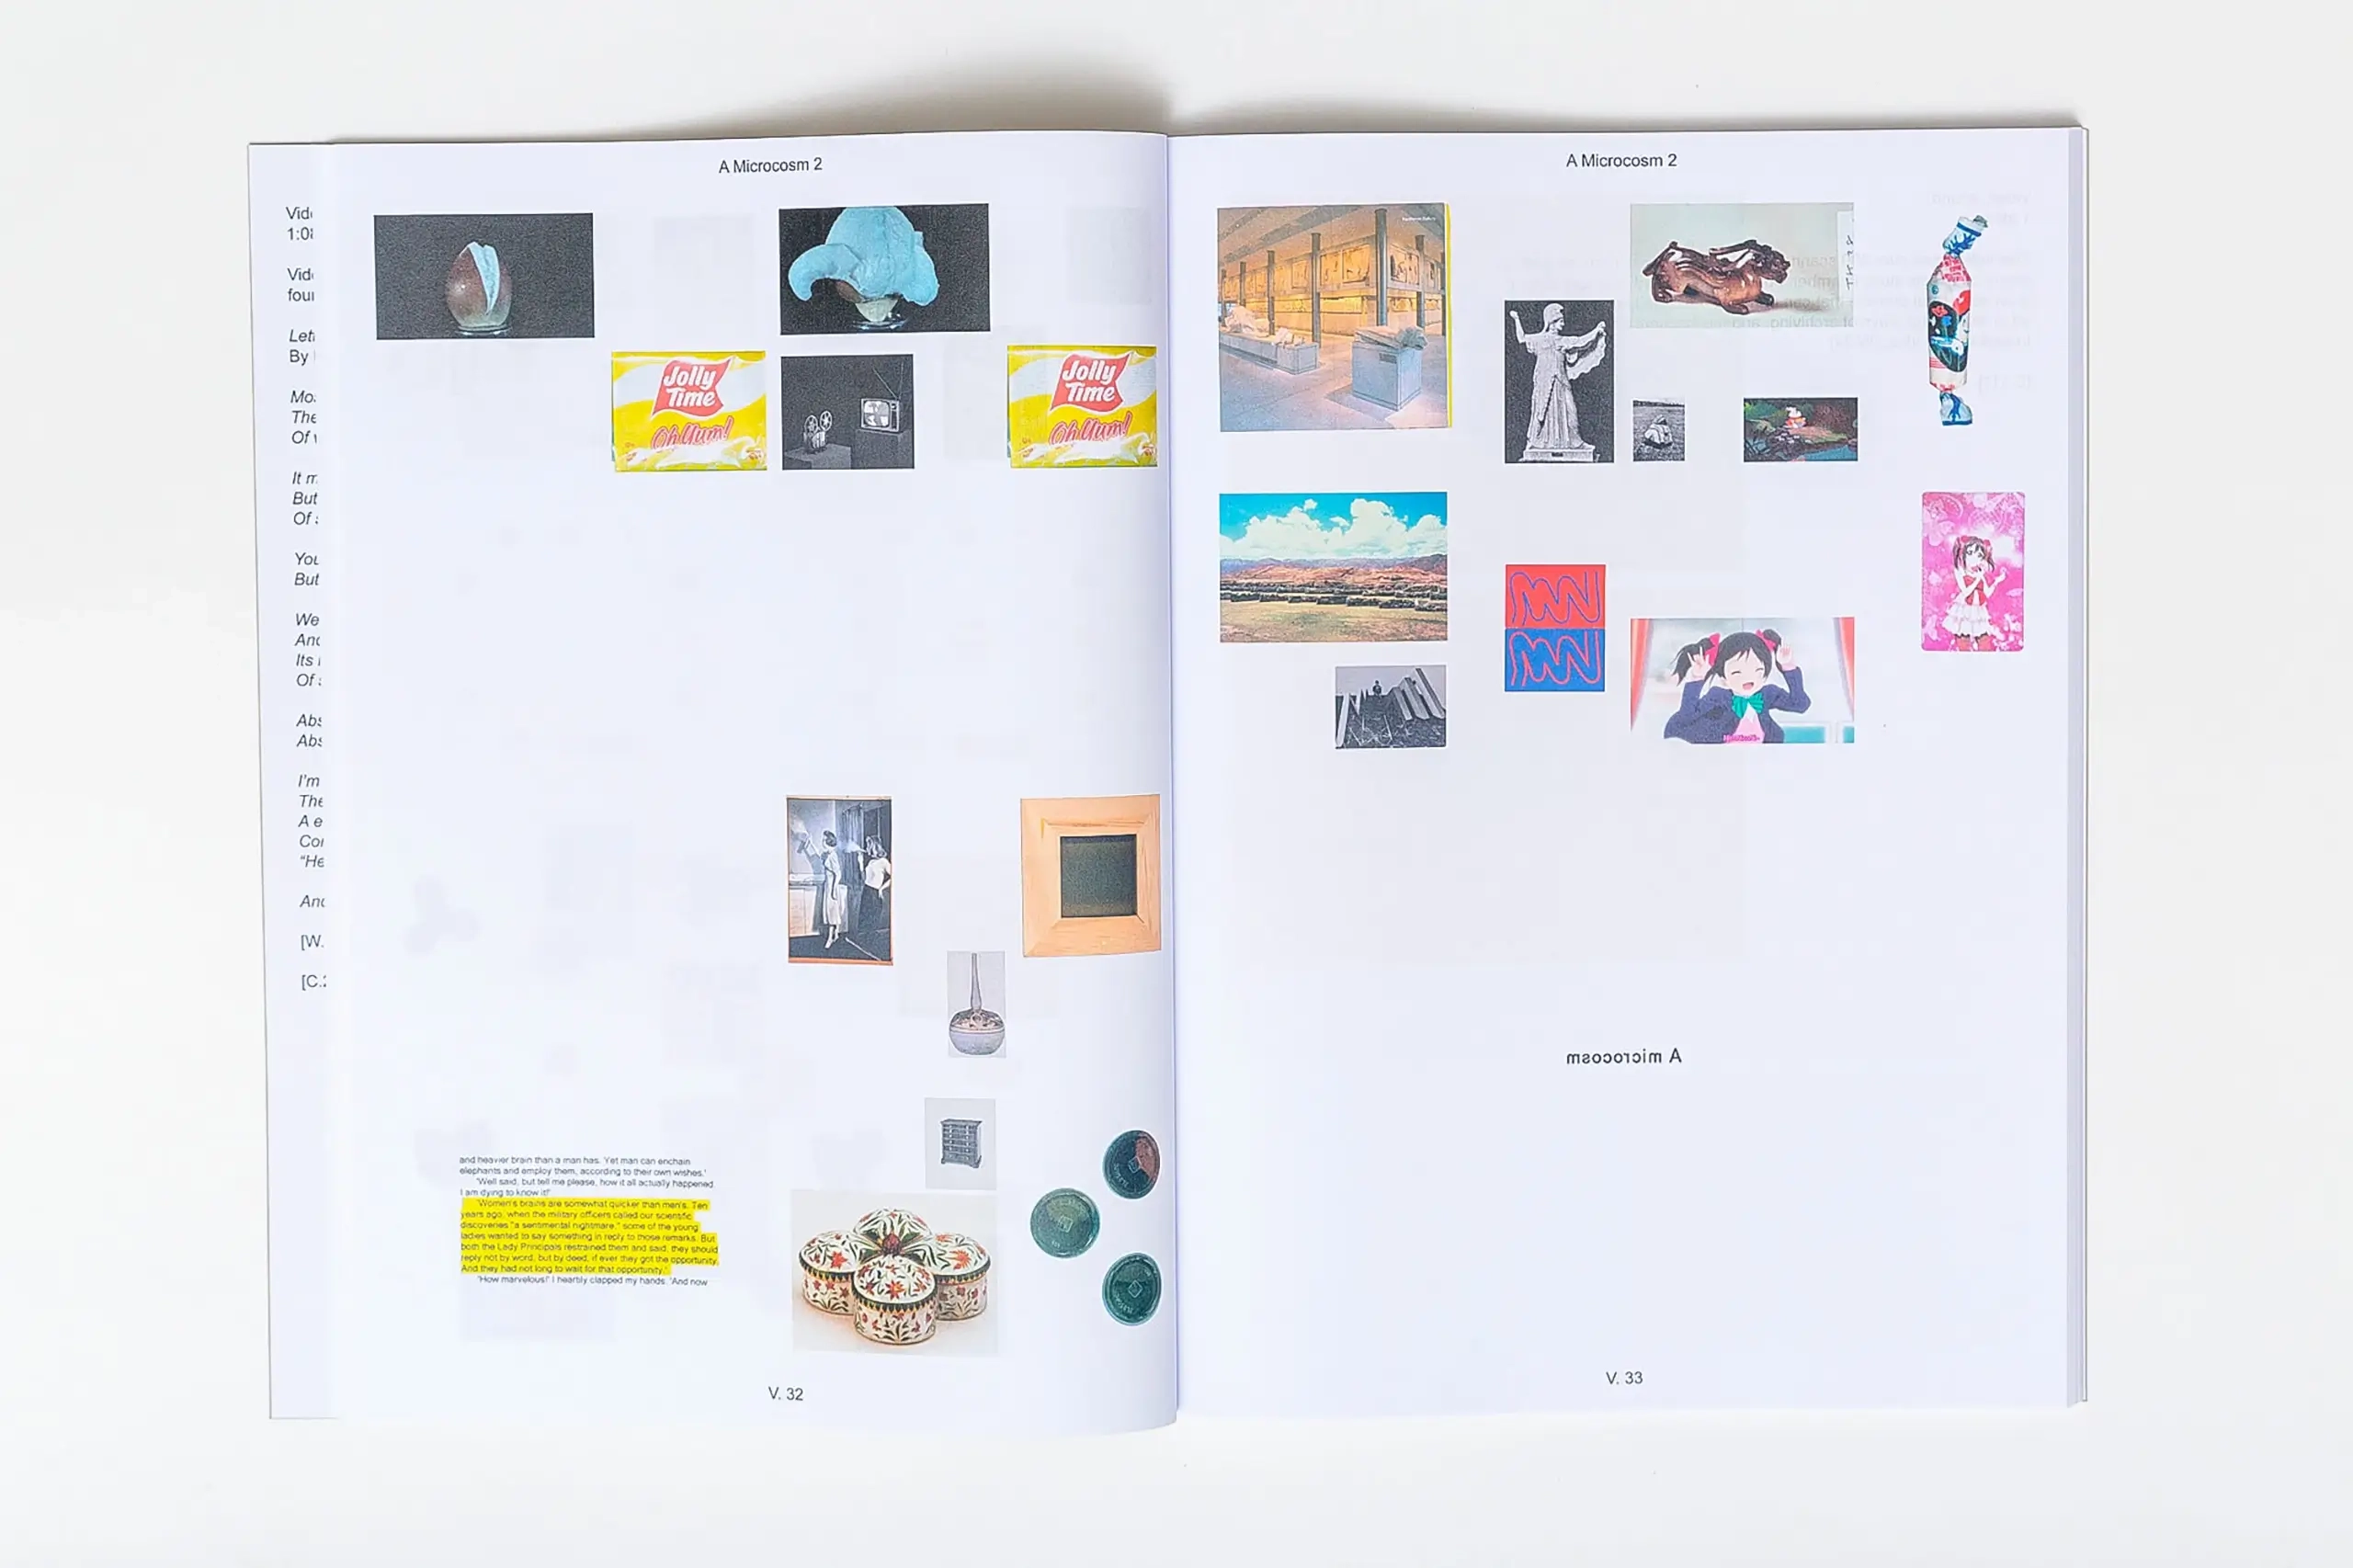 A Microcosm 2
A Microcosm 2
Vid
1:0
Vid
foun
Let
By
Mo
The
Of
It m
But
Of
You
But
We
And
Its
Of
Abs
Abs
I'm
The
A e
Con
"He
And
[W.
[C.2
Jolly
Time
Oh Yum!
Jolly
Time
Oh Yum!
and heavier brain than a man has. Yet man can enchain
elephants and employ them, according to their own wishes.'
'Well said, but tell me please, how it all actually happened.
I am dying to know it!'
'Women's brains are somewhat quicker than men's. Ten
years ago, when the military officers called our scientific
discoveries "a sentimental nightmare," some of the young
ladies wanted to say something in reply to those remarks. But
both the Lady Principals restrained them and said, they should
reply not by word, but by deed, if ever they got the opportunity.
And they had not long to wait for that opportunity.'
'How marvelous!' I heartily clapped my hands. 'And now
V. 32
A microcosm
V. 33